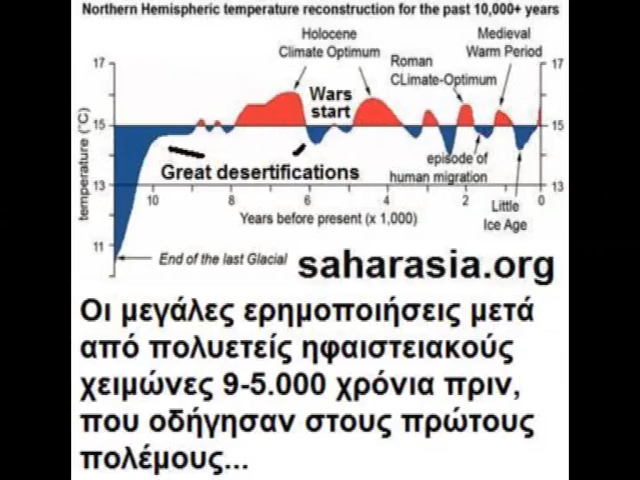 Northern Hemispheric temperature reconstruction for the past 10,000+ years
Holocene
Climate Optimum
Medieval
Warm Period
Roman
CLimate-Optimum
Wars
start
17
15
13
11
temperature (°C)
17
15
13
Great desertifications
episode of
human migration
10
8
6
4
2
0
Years before present (x 1,000)
Little
Ice Age
End of the last Glacial
saharasia.org
Οι μεγάλες ερημοποιήσεις μετά
από πολυετείς ηφαιστειακούς
χειμώνες 9-5.000 χρόνια πριν,
που οδήγησαν στους πρώτους
πολέμους...